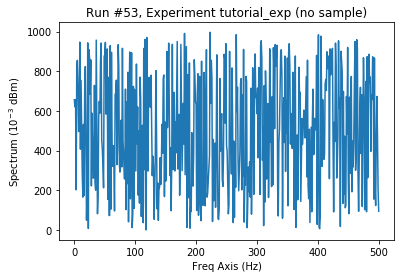 Run #53, Experiment tutorial_exp (no sample)
1000
800
600
400
200
0
Spectrum (10⁻³ dBm)
0 100 200 300 400 500
Freq Axis (Hz)